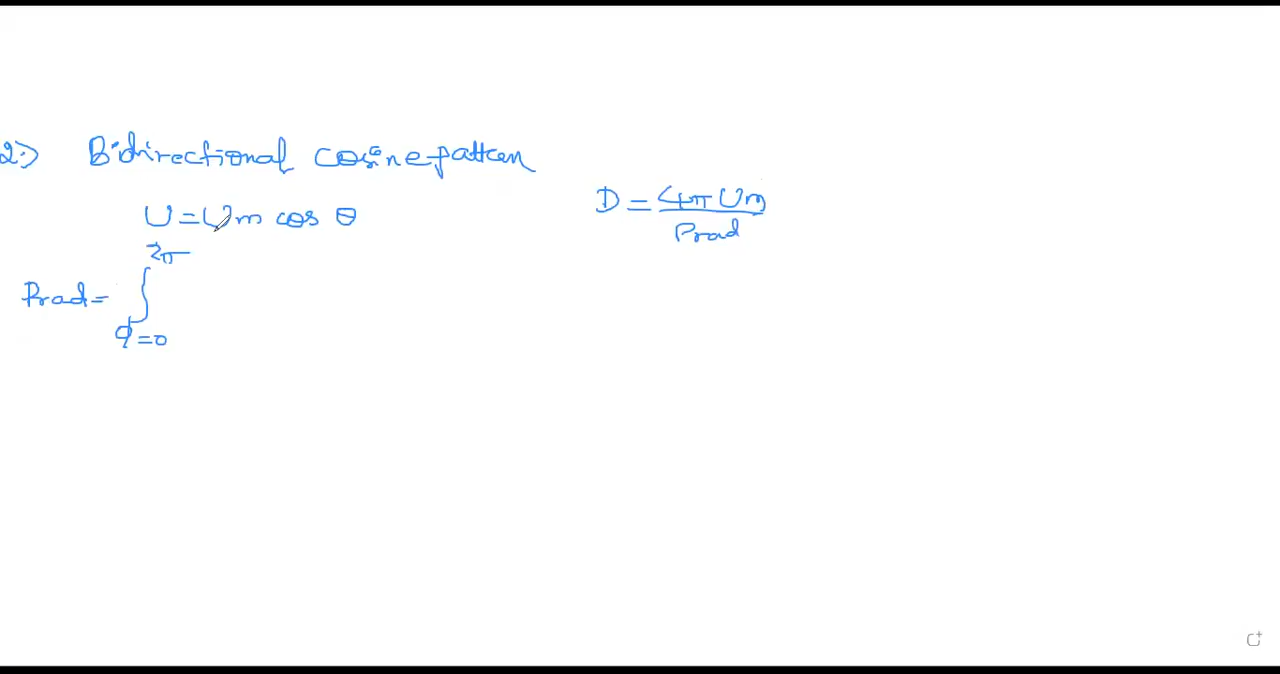 2:) Bidirectional cosine pattern
U = Um cos θ
D = 4π Um / Prad
Prad = ∫ 2π φ=0